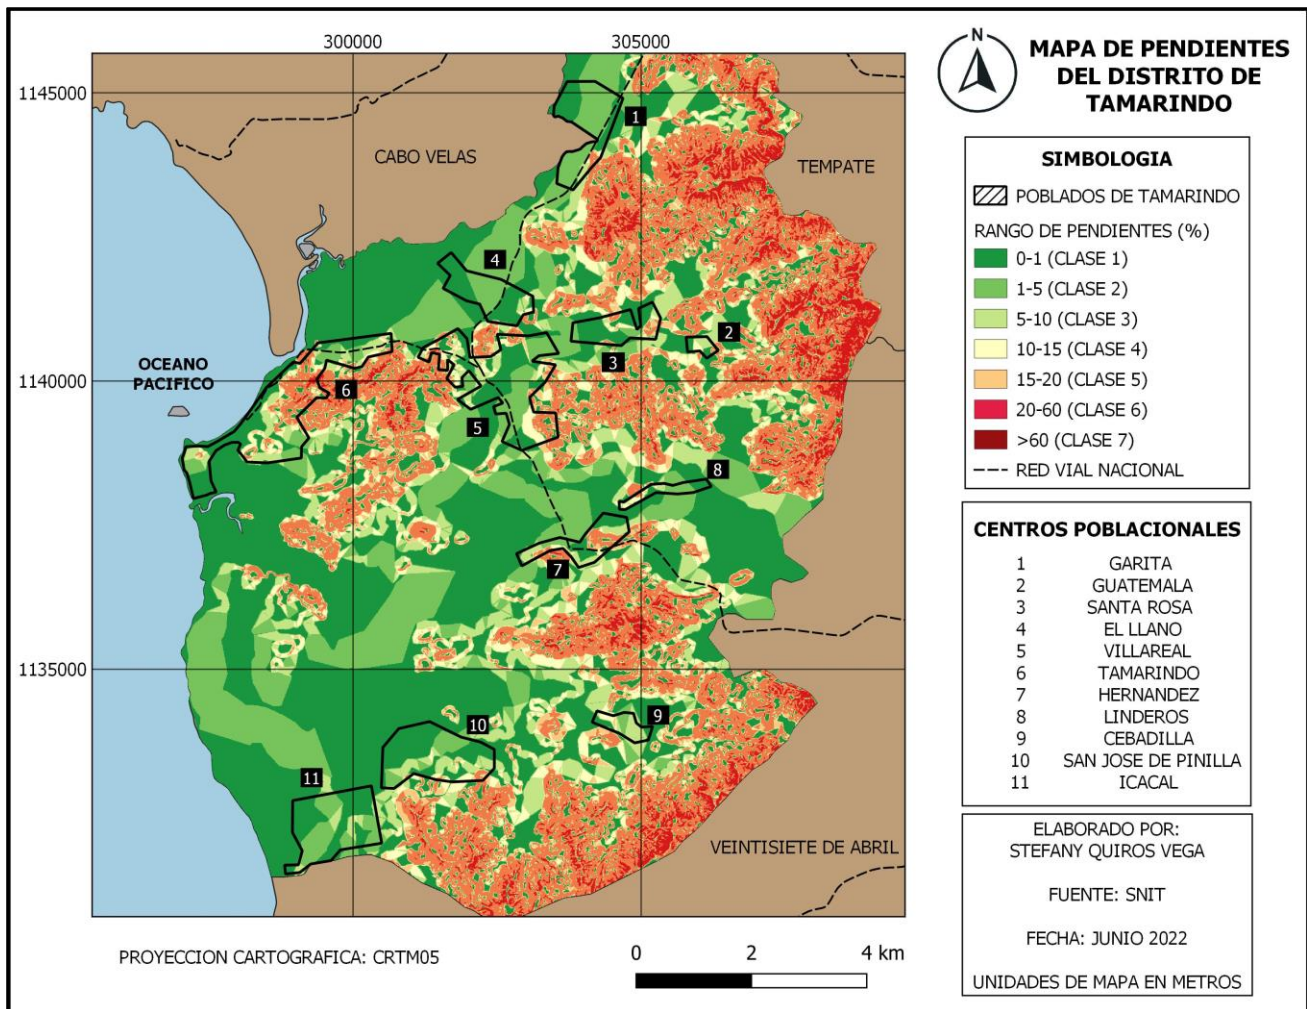 300000
305000
1145000
1140000
1135000
CABO VELAS
TEMPATE
OCEANO
PACIFICO
VEINTISIETE DE ABRIL
1
4
2
3
6
5
8
7
9
10
11
PROYECCION CARTOGRAFICA: CRTM05
0 2 4 km
N
MAPA DE PENDIENTES
DEL DISTRITO DE
TAMARINDO
SIMBOLOGIA
POBLADOS DE TAMARINDO
RANGO DE PENDIENTES (%)
0-1 (CLASE 1)
1-5 (CLASE 2)
5-10 (CLASE 3)
10-15 (CLASE 4)
15-20 (CLASE 5)
20-60 (CLASE 6)
>60 (CLASE 7)
RED VIAL NACIONAL
CENTROS POBLACIONALES
1 GARITA
2 GUATEMALA
3 SANTA ROSA
4 EL LLANO
5 VILLAREAL
6 TAMARINDO
7 HERNANDEZ
8 LINDEROS
9 CEBADILLA
10 SAN JOSE DE PINILLA
11 ICACAL
ELABORADO POR:
STEFANY QUIROS VEGA
FUENTE: SNIT
FECHA: JUNIO 2022
UNIDADES DE MAPA EN METROS